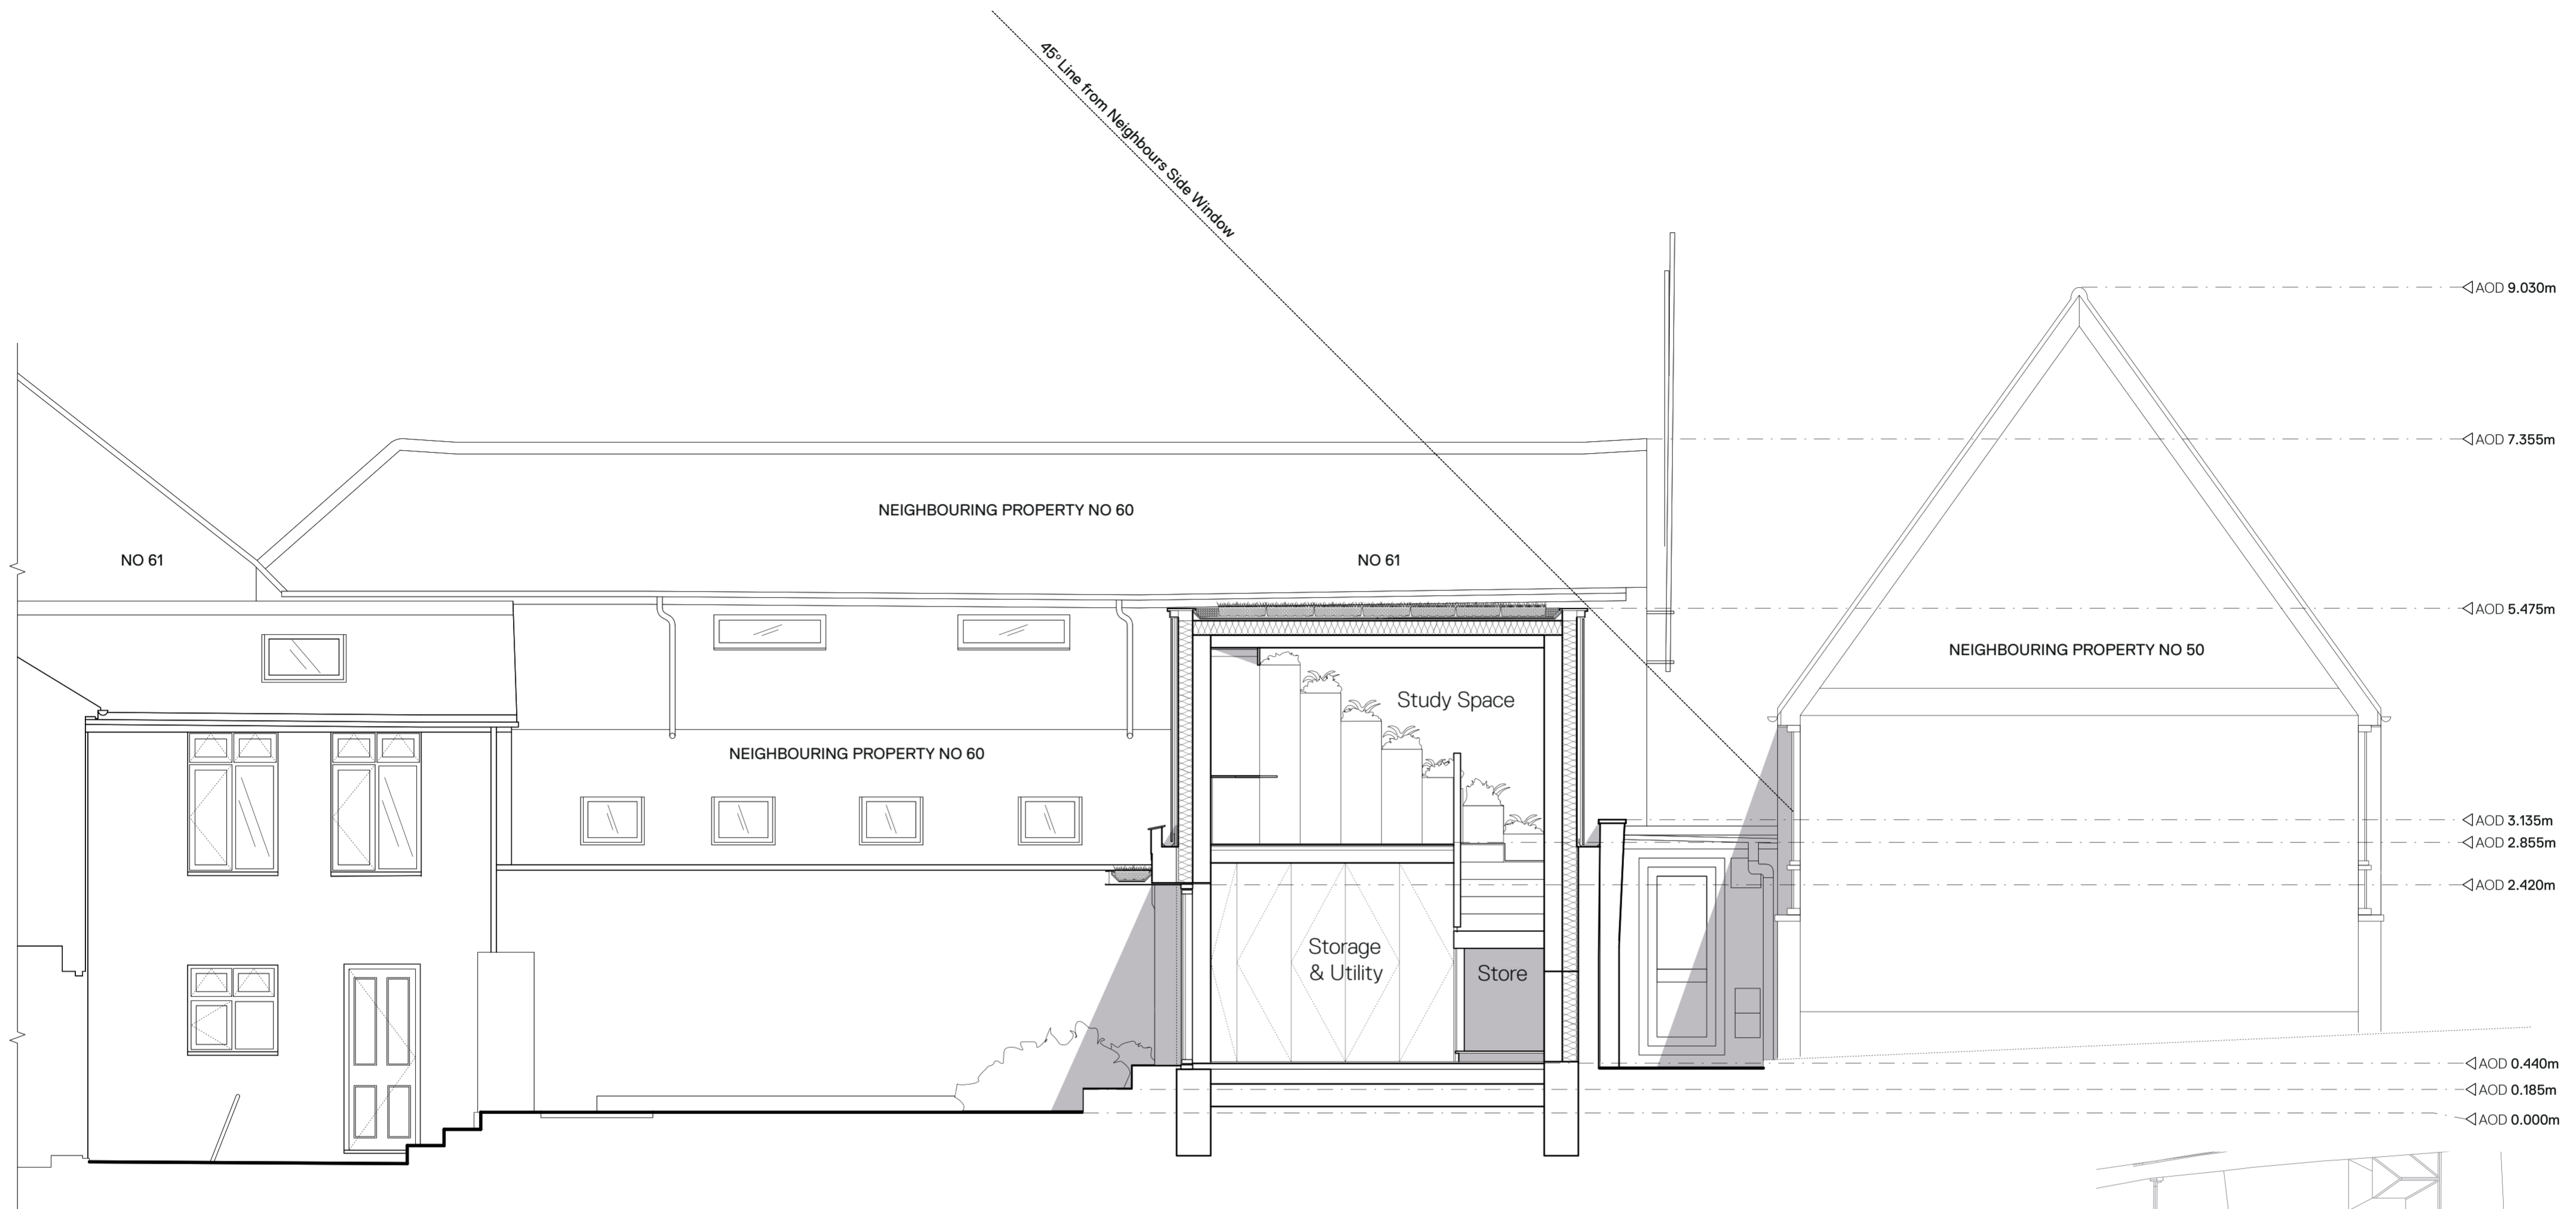 45° Line from Neighbours Side Window
AOD 9.030m
AOD 7.355m
NEIGHBOURING PROPERTY NO 60
NO 61
NO 61
AOD 5.475m
NEIGHBOURING PROPERTY NO 50
Study Space
NEIGHBOURING PROPERTY NO 60
AOD 3.135m
AOD 2.855m
AOD 2.420m
Storage
& Utility
Store
AOD 0.440m
AOD 0.185m
AOD 0.000m